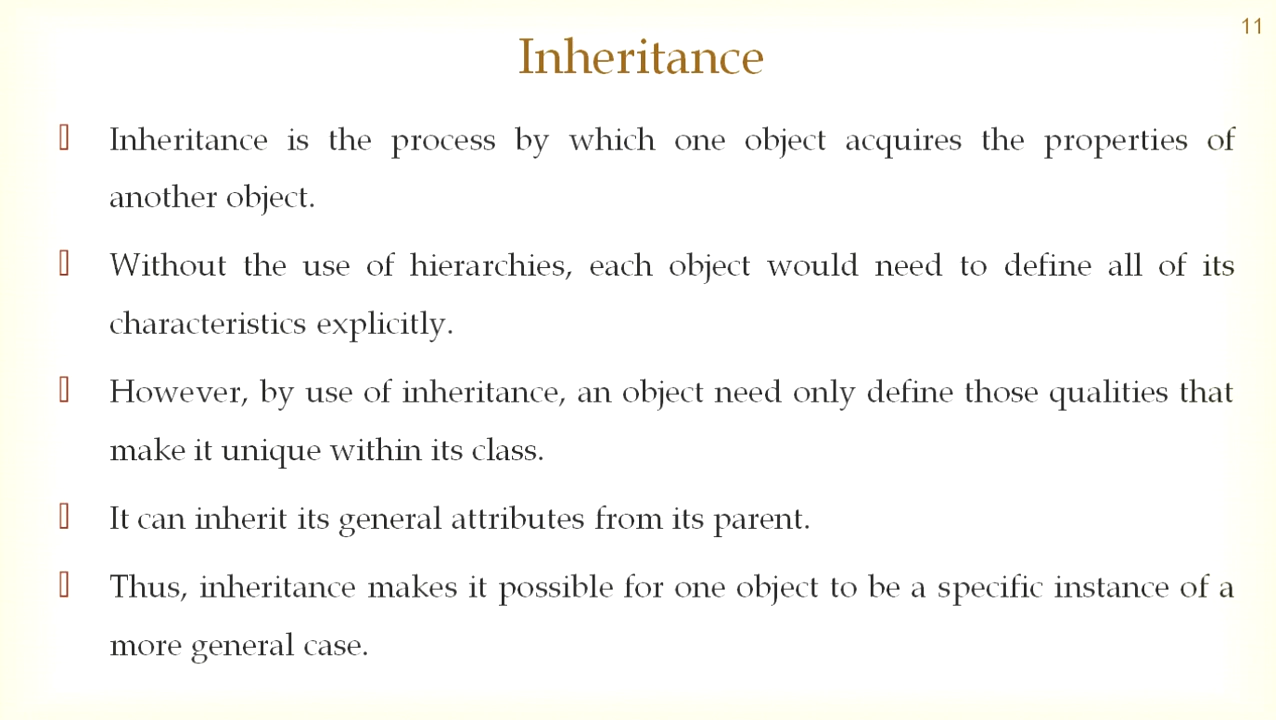 11
Inheritance
Inheritance is the process by which one object acquires the properties of
another object.
Without the use of hierarchies, each object would need to define all of its
characteristics explicitly.
However, by use of inheritance, an object need only define those qualities that
make it unique within its class.
It can inherit its general attributes from its parent.
Thus, inheritance makes it possible for one object to be a specific instance of a
more general case.